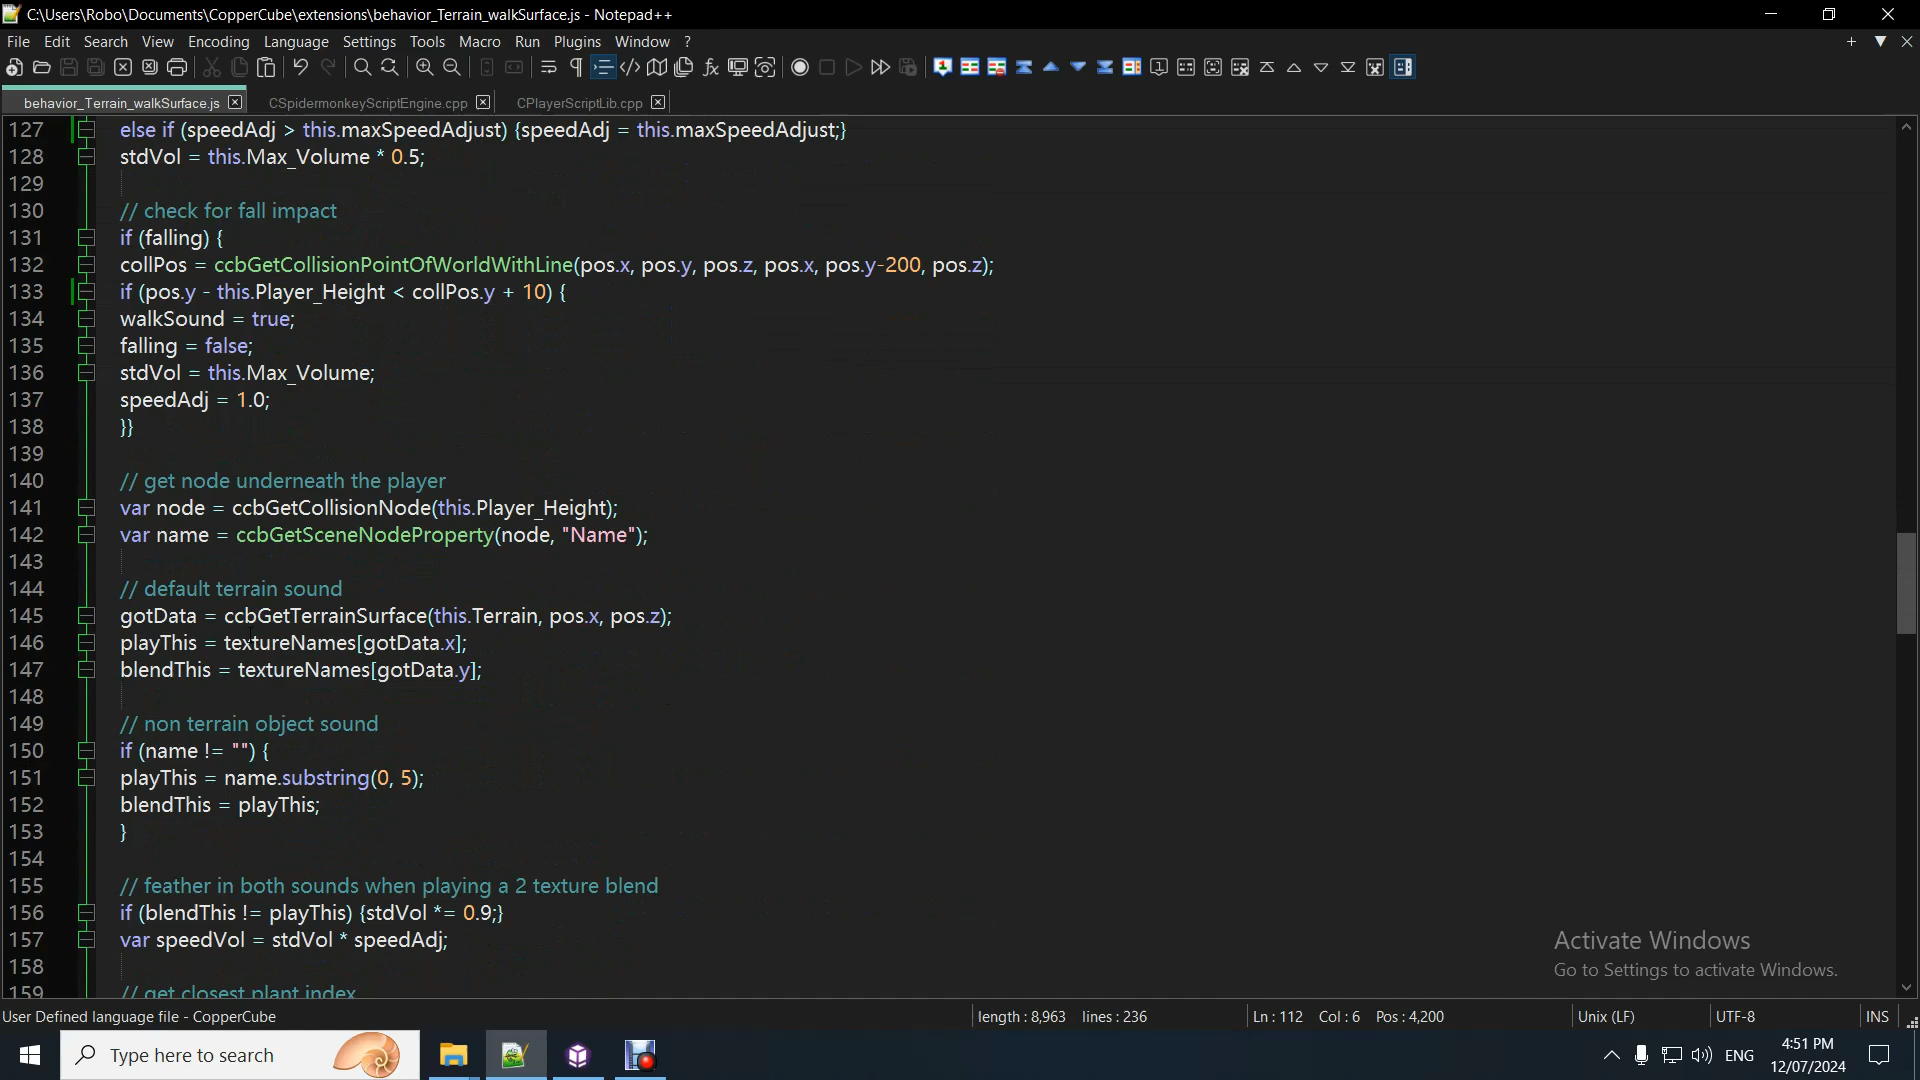 C:\Users\Robo\Documents\CopperCube\extensions\behavior_Terrain_walkSurface.js - Notepad++
File Edit Search View Encoding Language Settings Tools Macro Run Plugins Window ?
behavior_Terrain_walkSurface.js CSpidermonkeyScriptEngine.cpp CPlayerScriptLib.cpp
127 else if (speedAdj > this.maxSpeedAdjust) {speedAdj = this.maxSpeedAdjust;}
128 stdVol = this.Max_Volume * 0.5;
129
130 // check for fall impact
131 if (falling) {
132 collPos = ccbGetCollisionPointOfWorldWithLine(pos.x, pos.y, pos.z, pos.x, pos.y-200, pos.z);
133 if (pos.y - this.Player_Height < collPos.y + 10) {
134 walkSound = true;
135 falling = false;
136 stdVol = this.Max_Volume;
137 speedAdj = 1.0;
138 }}
139
140 // get node underneath the player
141 var node = ccbGetCollisionNode(this.Player_Height);
142 var name = ccbGetSceneNodeProperty(node, "Name");
143
144 // default terrain sound
145 gotData = ccbGetTerrainSurface(this.Terrain, pos.x, pos.z);
146 playThis = textureNames[gotData.x];
147 blendThis = textureNames[gotData.y];
148
149 // non terrain object sound
150 if (name != "") {
151 playThis = name.substring(0, 5);
152 blendThis = playThis;
153 }
154
155 // feather in both sounds when playing a 2 texture blend
156 if (blendThis != playThis) {stdVol *= 0.9;}
157 var speedVol = stdVol * speedAdj;
158
159 // get closest plant index
Activate Windows
Go to Settings to activate Windows.
User Defined language file - CopperCube length : 8,963 lines : 236 Ln : 112 Col : 6 Pos : 4,200 Unix (LF) UTF-8 INS
Type here to search ENG 4:51 PM
12/07/2024